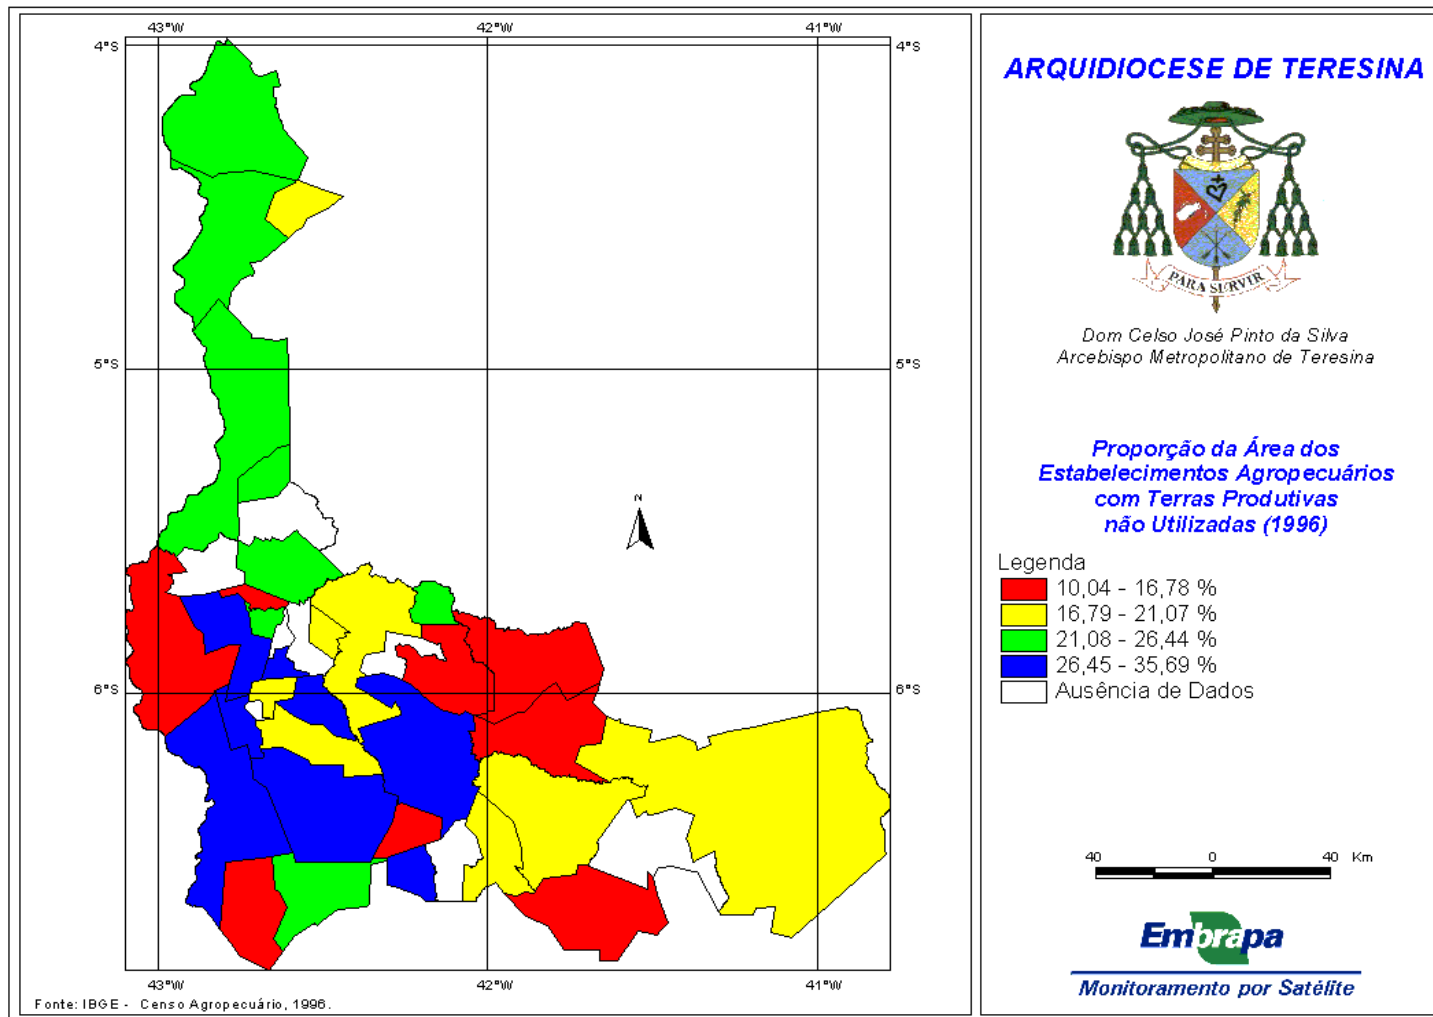 43°W 42°W 41°W
4°S 4°S
5°S 5°S
6°S 6°S
43°W 42°W 41°W
N
Fonte: IBGE - Censo Agropecuário, 1996.
ARQUIDIOCESE DE TERESINA
PARA SERVIR
Dom Celso José Pinto da Silva
Arcebispo Metropolitano de Teresina
Proporção da Área dos
Estabelecimentos Agropecuários
com Terras Produtivas
não Utilizadas (1996)
Legenda
10,04 - 16,78 %
16,79 - 21,07 %
21,08 - 26,44 %
26,45 - 35,69 %
Ausência de Dados
40 0 40 Km
Embrapa
Monitoramento por Satélite